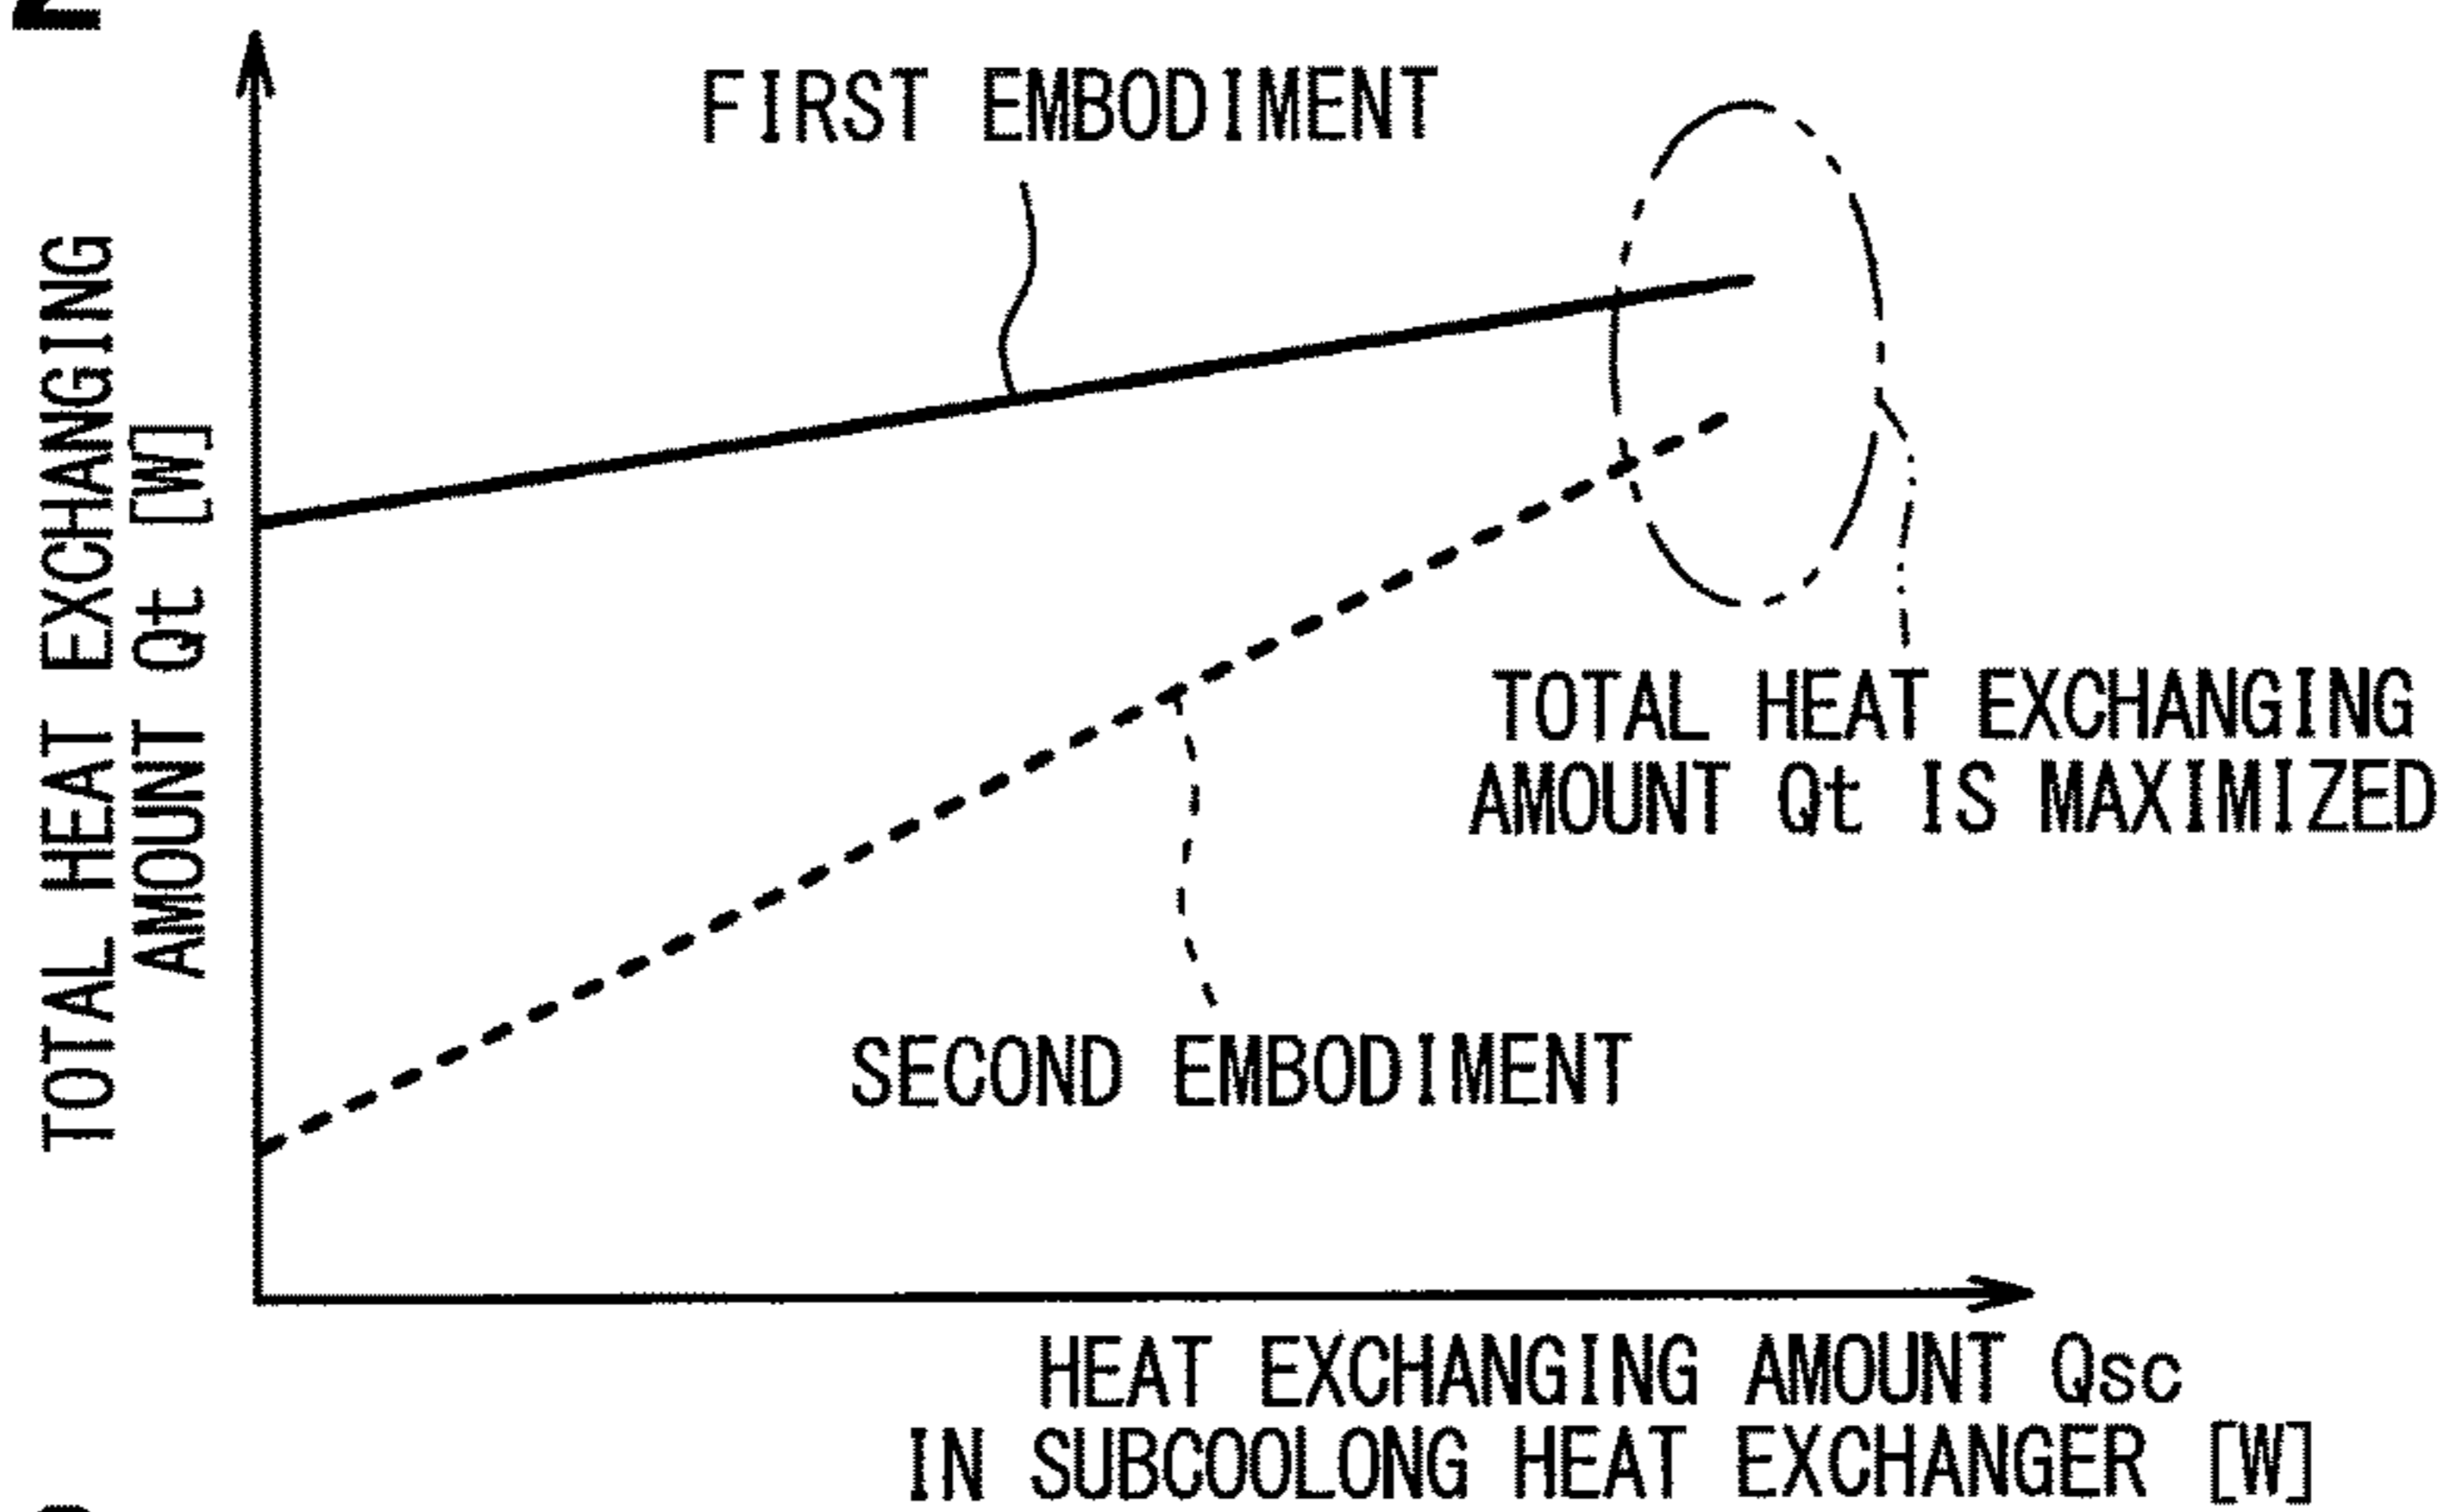 FIRST EMBODIMENT
TOTAL HEAT EXCHANGING
AMOUNT Qt [W]
TOTAL HEAT EXCHANGING
AMOUNT Qt IS MAXIMIZED
SECOND EMBODIMENT
HEAT EXCHANGING AMOUNT Qsc
IN SUBCOOLONG HEAT EXCHANGER [W]